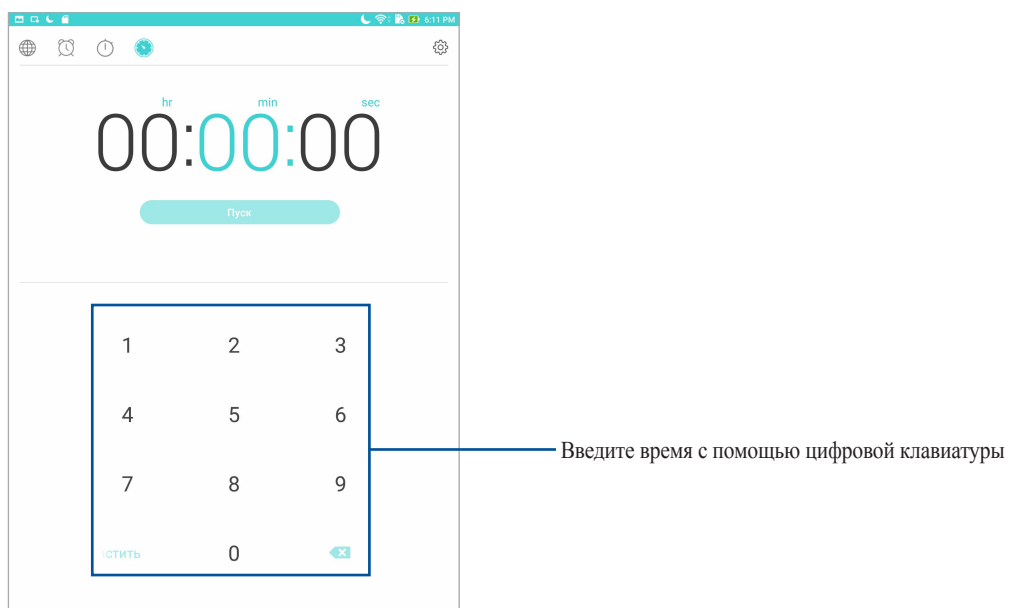 6:11 PM
hr min sec
00:00:00
Пуск
1 2 3
4 5 6
Введите время с помощью цифровой клавиатуры
7 8 9
стить 0